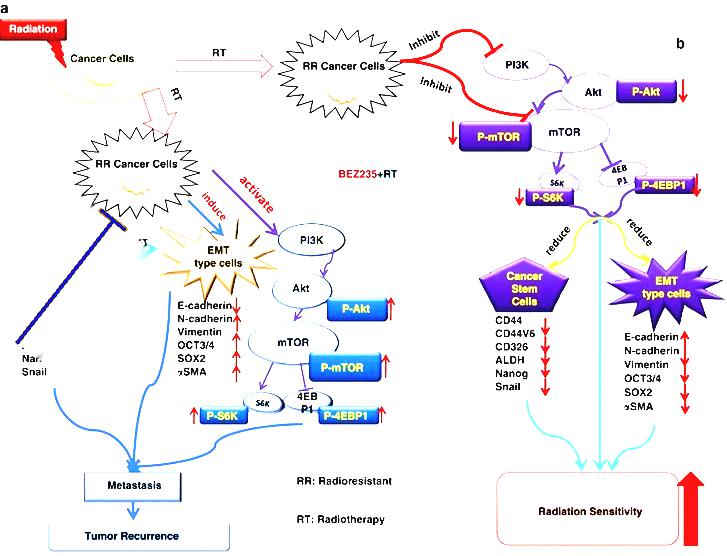 a
Radiation
Cancer Cells
RT
RR Cancer Cells
Inhibit
Inhibit
b
PI3K
Akt
P-Akt
P-mTOR
mTOR
S6K
4EB
P1
P-S6K
P-4EBP1
BEZ235+RT
RT
RR Cancer Cells
induce
activate
EMT
type cells
PI3K
Akt
P-Akt
E-cadherin
N-cadherin
Vimentin
OCT3/4
SOX2
αSMA
mTOR
P-mTOR
S6K
4EB
P1
P-S6K
P-4EBP1
Snail
reduce
reduce
Cancer
Stem
Cells
EMT
type cells
CD44
CD44V6
CD326
ALDH
Nanog
Snail
E-cadherin
N-cadherin
Vimentin
OCT3/4
SOX2
αSMA
Metastasis
Tumor Recurrence
RR: Radioresistant
RT: Radiotherapy
Radiation Sensitivity